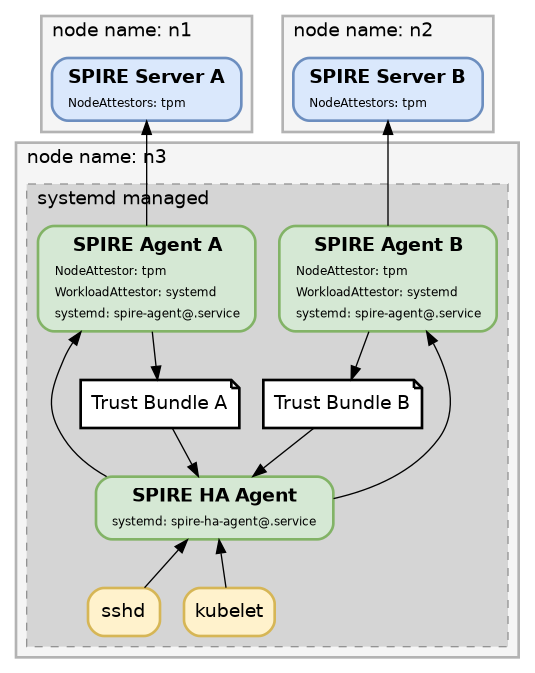 node name: n1
SPIRE Server A
NodeAttestors: tpm
node name: n2
SPIRE Server B
NodeAttestors: tpm
node name: n3
systemd managed
SPIRE Agent A
NodeAttestor: tpm
WorkloadAttestor: systemd
systemd: spire-agent@.service
SPIRE Agent B
NodeAttestor: tpm
WorkloadAttestor: systemd
systemd: spire-agent@.service
Trust Bundle A
Trust Bundle B
SPIRE HA Agent
systemd: spire-ha-agent@.service
sshd
kubelet